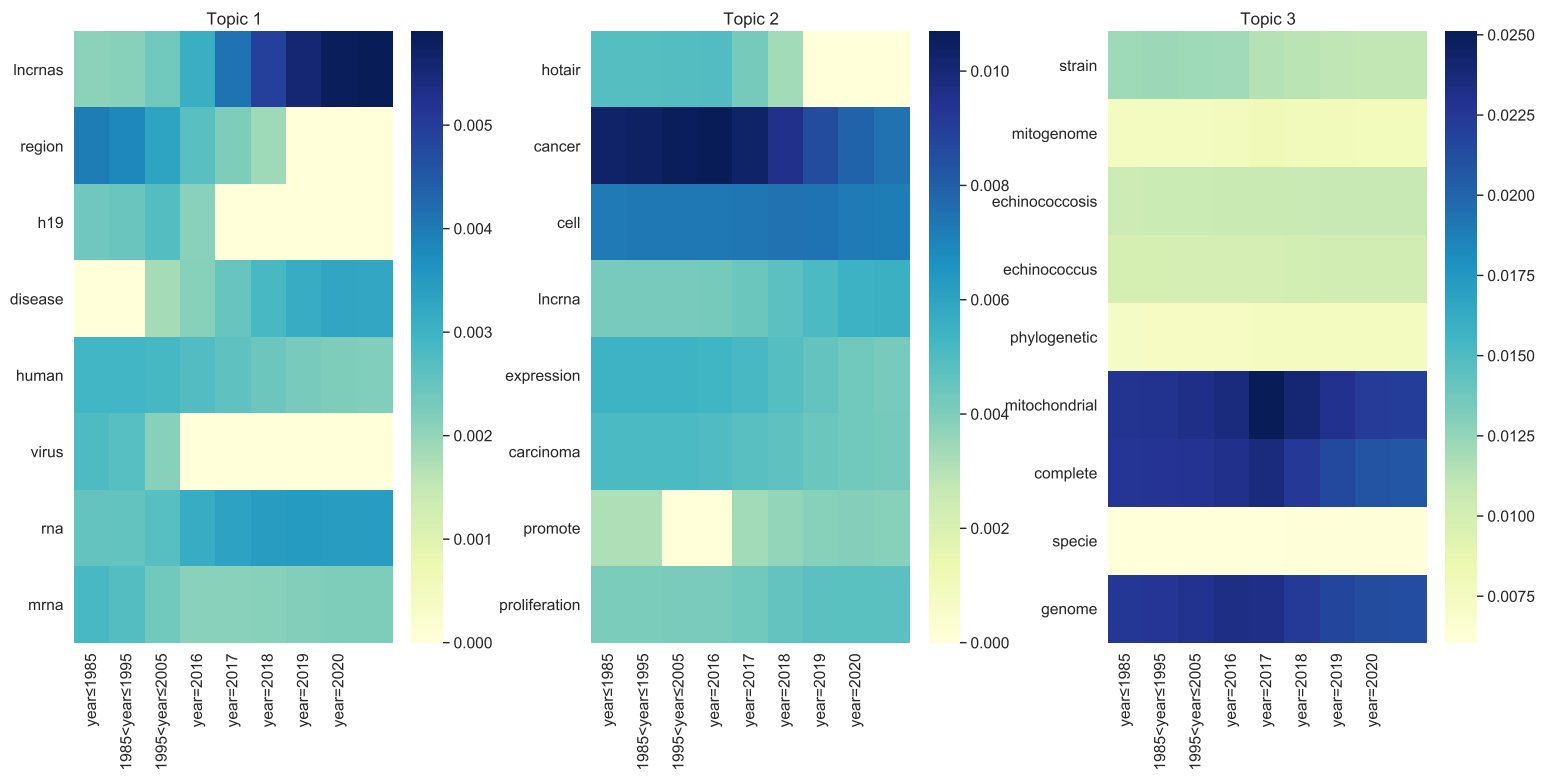 Topic 1
lncrnas
region
h19
disease
human
virus
rna
mrna
year≤1985
1985<year≤1995
1995<year≤2005
year=2016
year=2017
year=2018
year=2019
year=2020
0.005
0.004
0.003
0.002
0.001
0.000
Topic 2
hotair
cancer
cell
lncrna
expression
carcinoma
promote
proliferation
year≤1985
1985<year≤1995
1995<year≤2005
year=2016
year=2017
year=2018
year=2019
year=2020
0.010
0.008
0.006
0.004
0.002
0.000
Topic 3
strain
mitogenome
echinococcosis
echinococcus
phylogenetic
mitochondrial
complete
specie
genome
year≤1985
1985<year≤1995
1995<year≤2005
year=2016
year=2017
year=2018
year=2019
year=2020
0.0250
0.0225
0.0200
0.0175
0.0150
0.0125
0.0100
0.0075